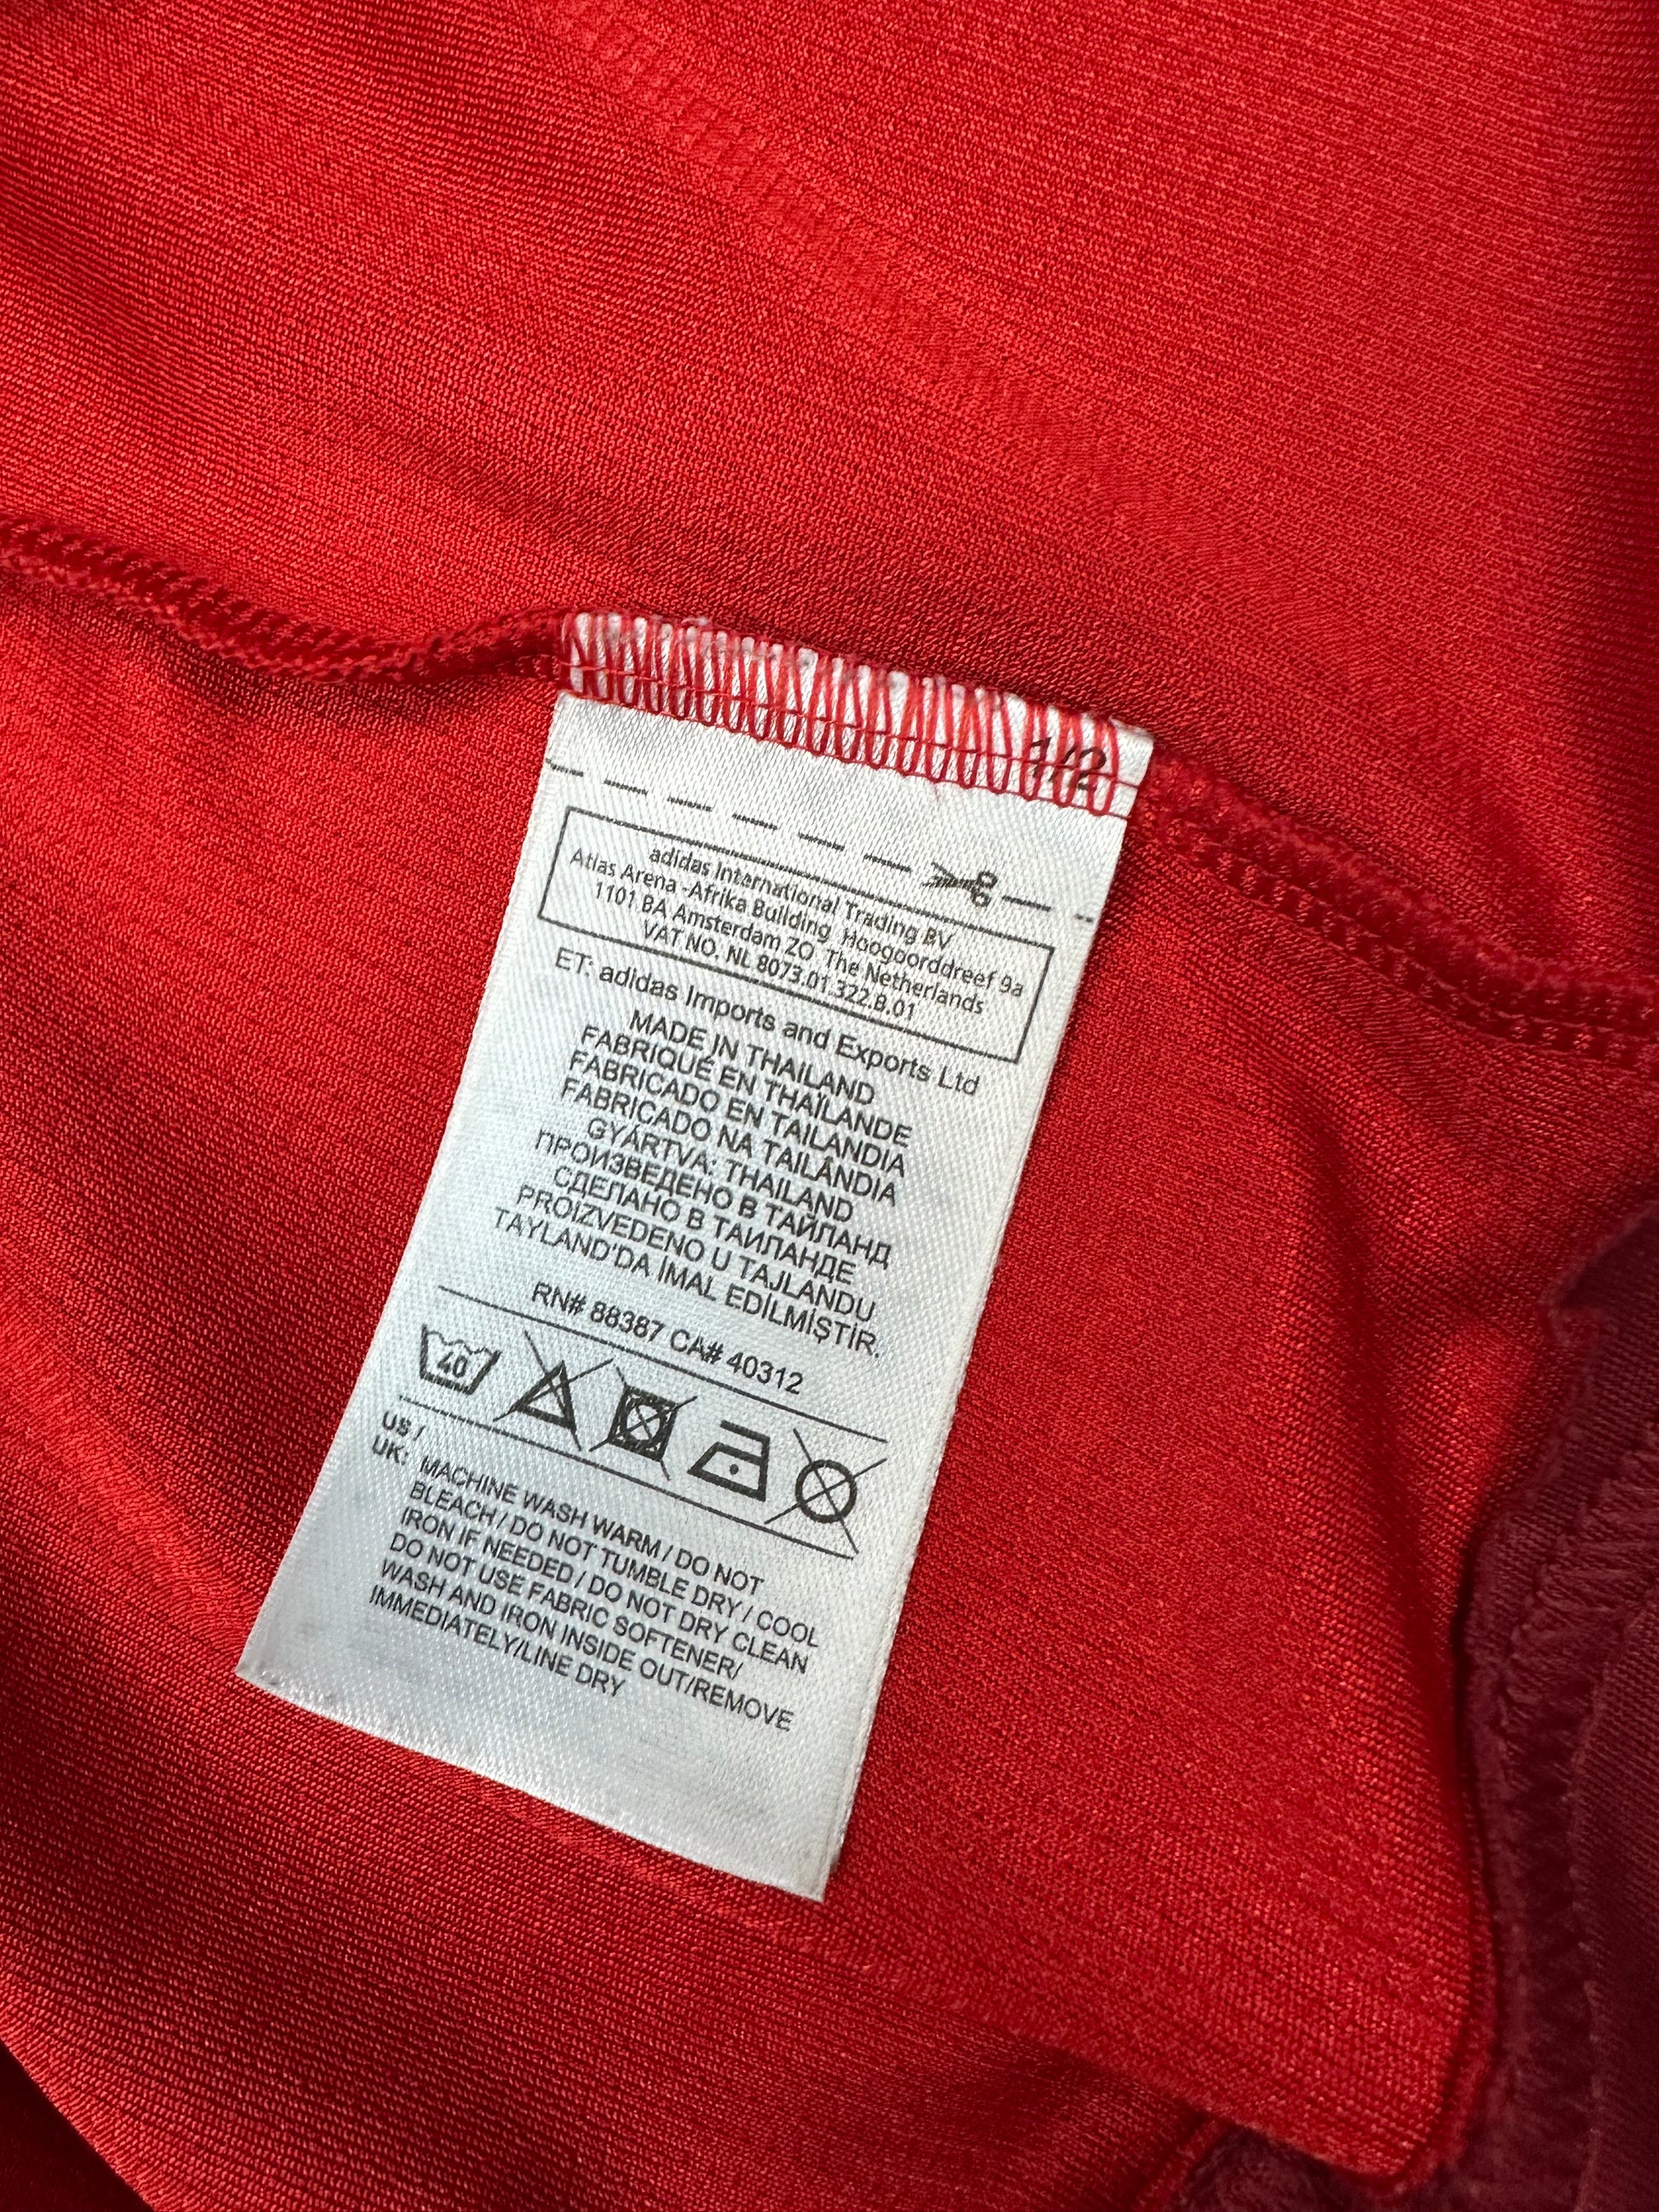 1/2
adidas International Trading BV
Atlas Arena -Afrika Building Hoogoorddreef 9a
1101 BA Amsterdam ZO The Netherlands
VAT NO. NL 8073.01.322.B.01
ET: adidas Imports and Exports Ltd
MADE IN THAILAND
FABRIQUÉ EN THAÏLANDE
FABRICADO EN TAILANDIA
FABRICADO NA TAILÂNDIA
GYÁRTVA: THAILAND
ПРОИЗВЕДЕНО В ТАЙЛАНД
СДЕЛАНО В ТАИЛАНДЕ
PROIZVEDENO U TAJLANDU
TAYLAND'DA İMAL EDİLMİŞTİR.
RN# 88387 CA# 40312
40
US /
UK: MACHINE WASH WARM / DO NOT
BLEACH / DO NOT TUMBLE DRY / COOL
IRON IF NEEDED / DO NOT DRY CLEAN
DO NOT USE FABRIC SOFTENER/
WASH AND IRON INSIDE OUT/REMOVE
IMMEDIATELY/LINE DRY